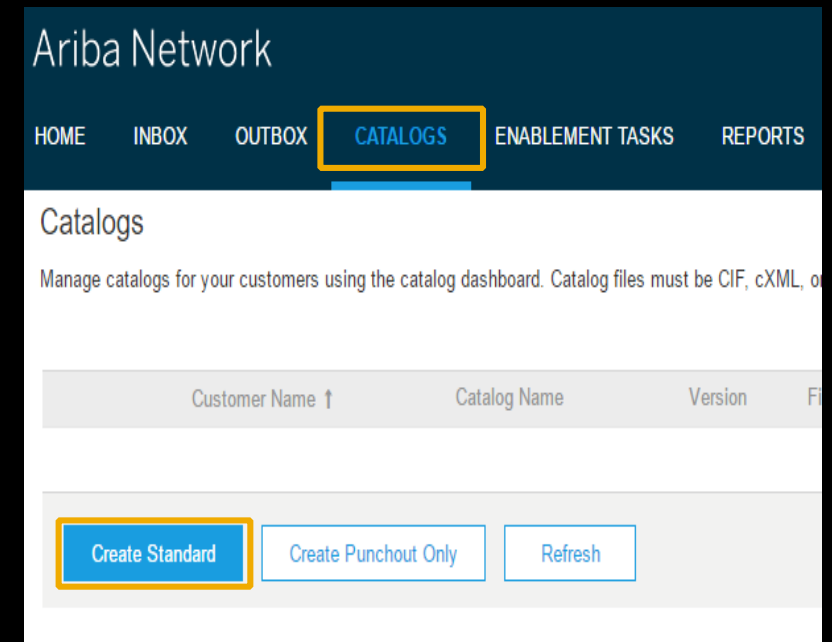 Ariba Network
HOME INBOX OUTBOX CATALOGS ENABLEMENT TASKS REPORTS
Catalogs
Manage catalogs for your customers using the catalog dashboard. Catalog files must be CIF, cXML,
Customer Name ↑ Catalog Name Version
Create Standard Create Punchout Only Refresh